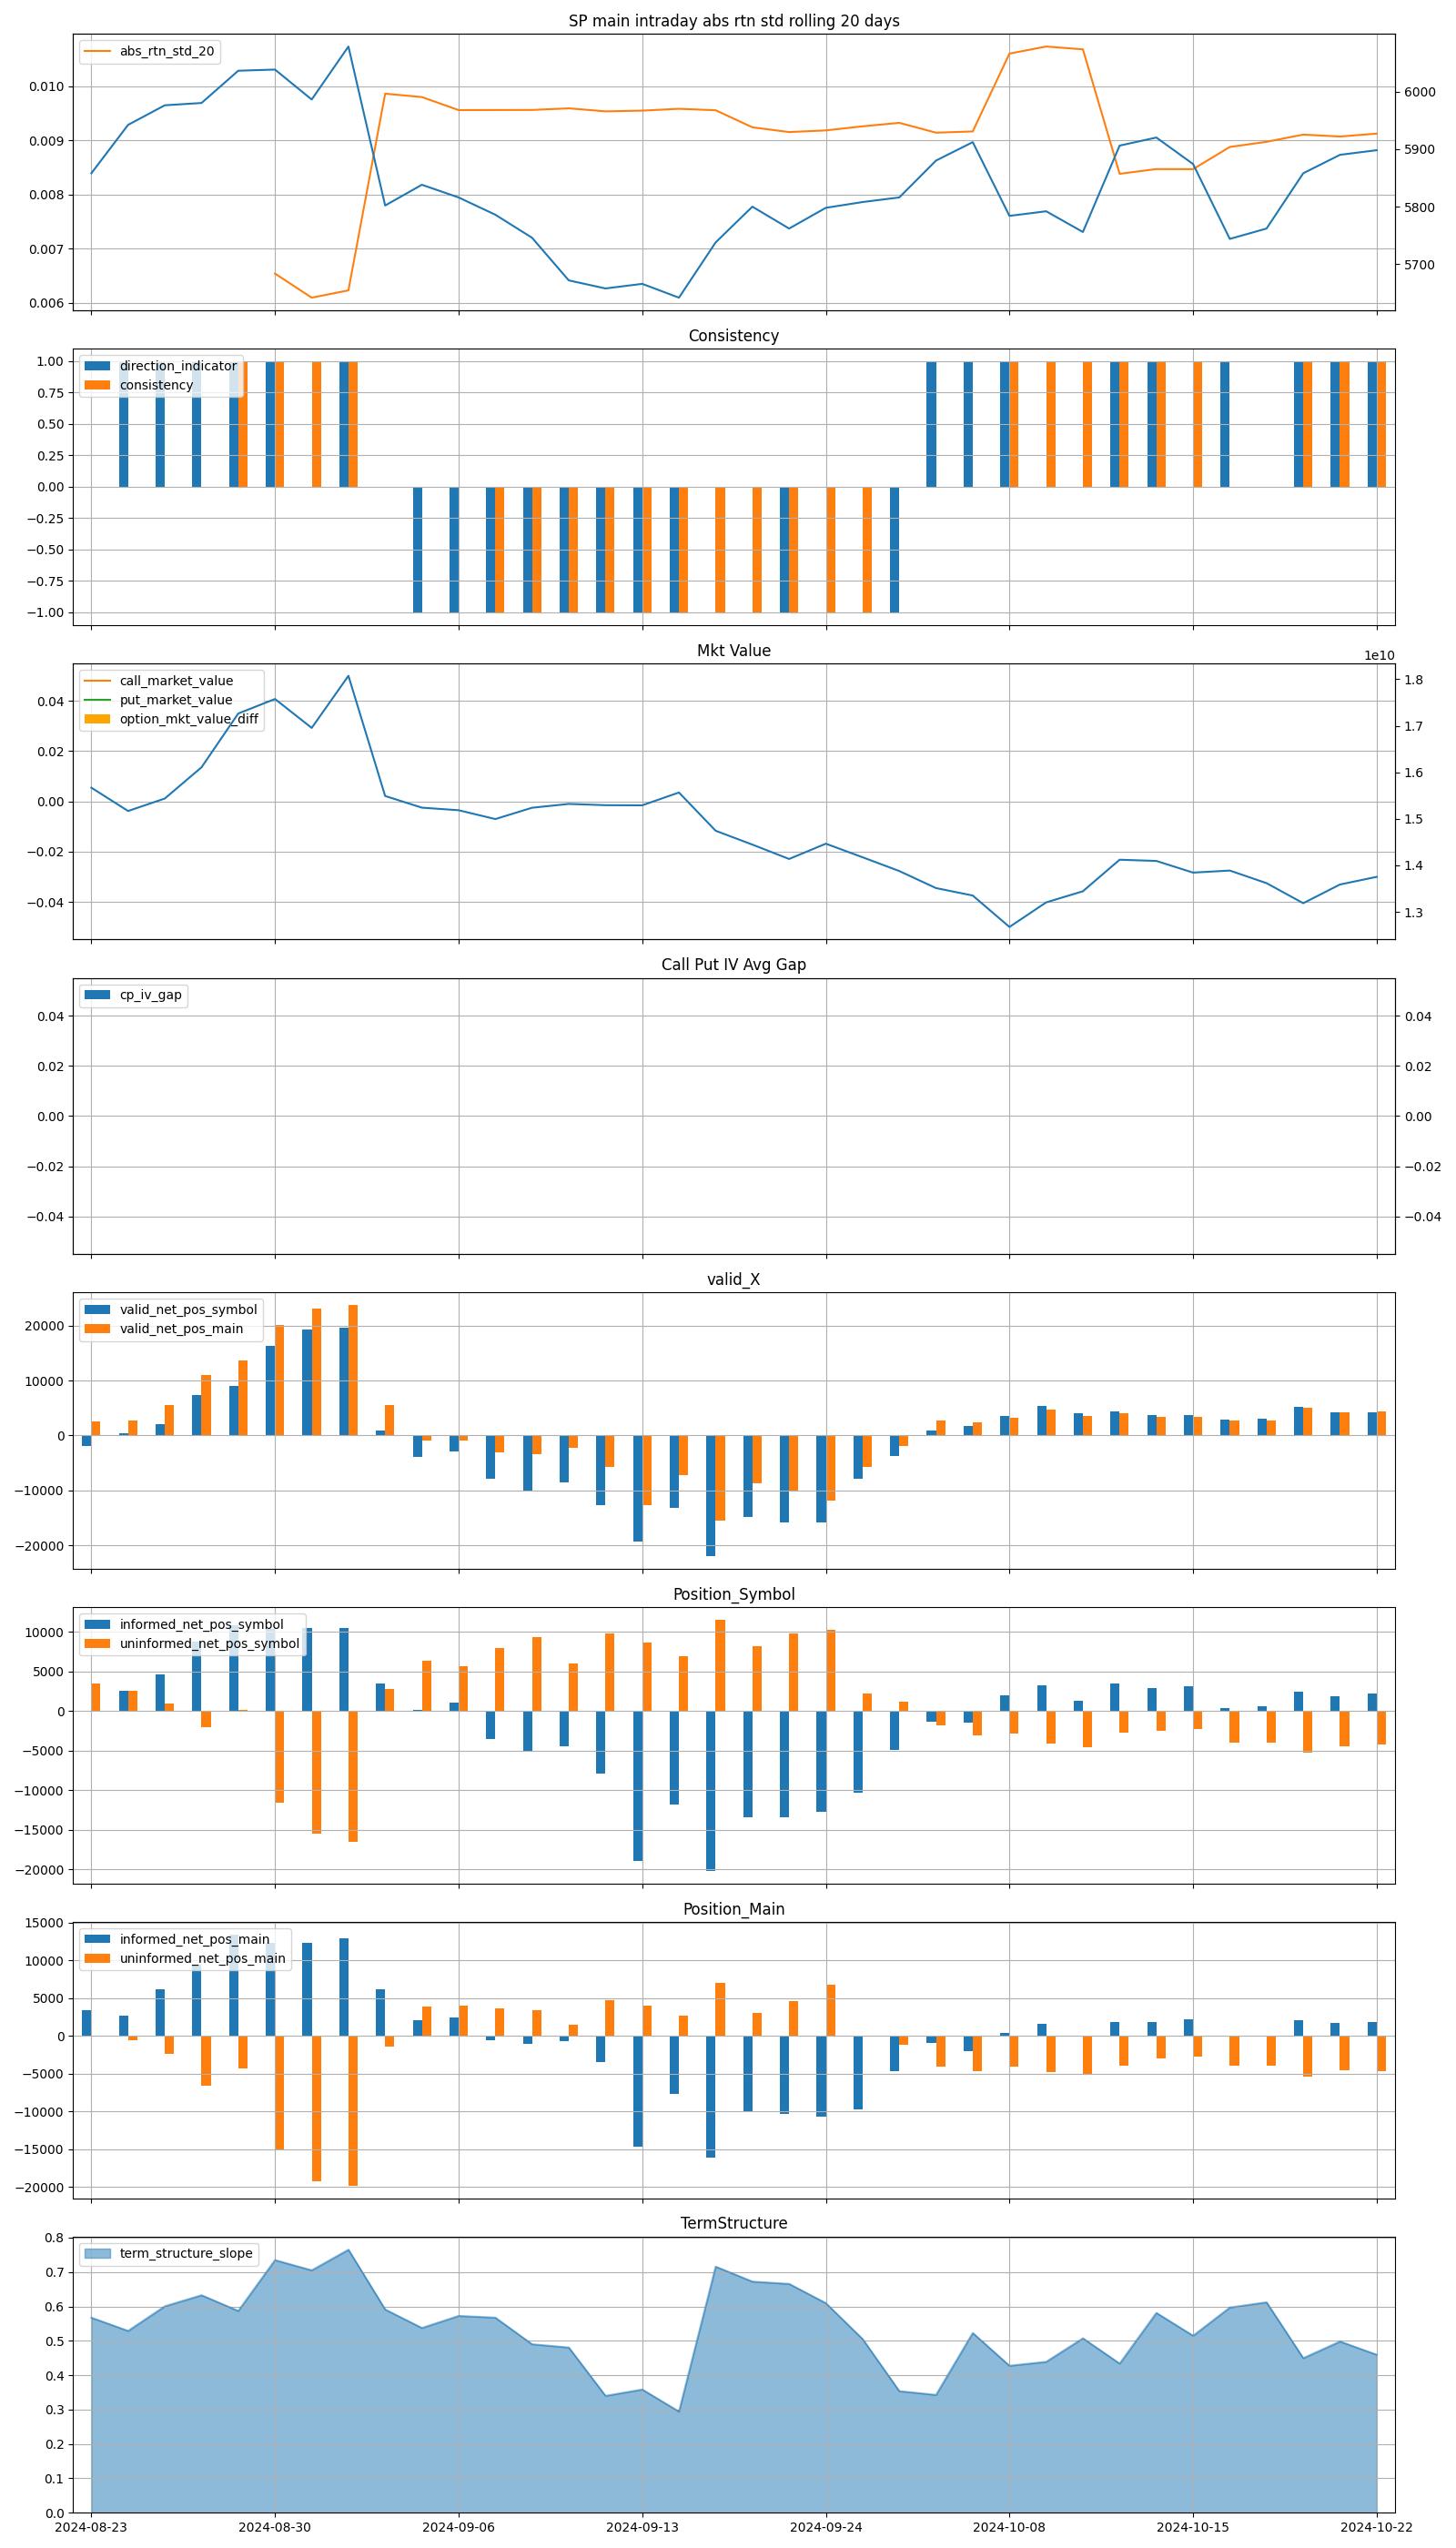 SP main intraday abs rtn std rolling 20 days
abs_rtn_std_20
0.010
0.009
0.008
0.007
0.006
6000
5900
5800
5700
Consistency
direction_indicator
consistency
1.00
0.75
0.50
0.25
0.00
−0.25
−0.50
−0.75
−1.00
Mkt Value
1e10
call_market_value
put_market_value
option_mkt_value_diff
0.04
0.02
0.00
−0.02
−0.04
1.8
1.7
1.6
1.5
1.4
1.3
Call Put IV Avg Gap
cp_iv_gap
0.04
0.02
0.00
−0.02
−0.04
0.04
0.02
0.00
−0.02
−0.04
valid_X
valid_net_pos_symbol
valid_net_pos_main
20000
10000
0
−10000
−20000
Position_Symbol
informed_net_pos_symbol
uninformed_net_pos_symbol
10000
5000
0
−5000
−10000
−15000
−20000
Position_Main
informed_net_pos_main
uninformed_net_pos_main
15000
10000
5000
0
−5000
−10000
−15000
−20000
TermStructure
term_structure_slope
0.8
0.7
0.6
0.5
0.4
0.3
0.2
0.1
0.0
2024-08-23 2024-08-30 2024-09-06 2024-09-13 2024-09-24 2024-10-08 2024-10-15 2024-10-22